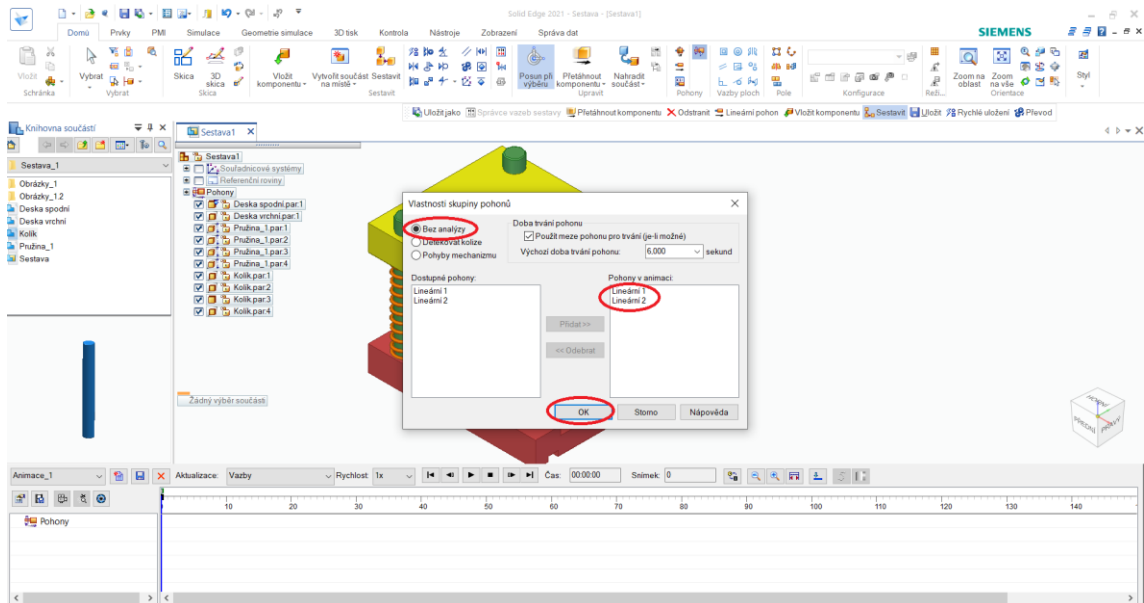 Solid Edge 2021 - Sestava - [Sestava1]
Domů Prvky PMI Simulace Geometrie simulace 3D tisk Kontrola Nástroje Zobrazení Správa dat
SIEMENS
Vložit
Schránka
Vybrat
Vybrat
Skica
3D skica
Skica
Vložit komponentu
Vytvořit součást na místě
Sestavit
Sestavit
Posun při výběru
Přetáhnout komponentu
Nahradit součást
Upravit
Pohony
Vazby ploch
Pole
Konfigurace
Reži...
Zoom na oblast
Zoom na vše
Orientace
Styl
Uložit jako Správce vazeb sestavy Přetáhnout komponentu Odstranit Lineární pohon Vložit komponentu Sestavit Uložit Rychlé uložení Převod
Knihovna součástí
Sestava_1
Obrázky_1
Obrázky_1.2
Deska spodní
Deska vrchní
Kolík
Pružina_1
Sestava
Sestava1
Sestava1
Souřadnicové systémy
Referenční roviny
Pohony
Deska spodní.par:1
Deska vrchní.par:1
Pružina_1.par:1
Pružina_1.par:2
Pružina_1.par:3
Pružina_1.par:4
Kolík.par:1
Kolík.par:2
Kolík.par:3
Kolík.par:4
Žádný výběr součásti
Vlastnosti skupiny pohonů
Bez analýzy
Detekovat kolize
Pohyby mechanizmu
Doba trvání pohonu
Použít meze pohonu pro trvání (je-li možné)
Výchozí doba trvání pohonu: 6,000 sekund
Dostupné pohony:
Lineární 1
Lineární 2
Přidat >>
<< Odebrat
Pohony v animaci:
Lineární 1
Lineární 2
OK Storno Nápověda
Animace_1 Aktualizace: Vazby Rychlost: 1x Čas: 00:00:00 Snímek: 0
10 20 30 40 50 60 70 80 90 100 110 120 130 140
Pohony